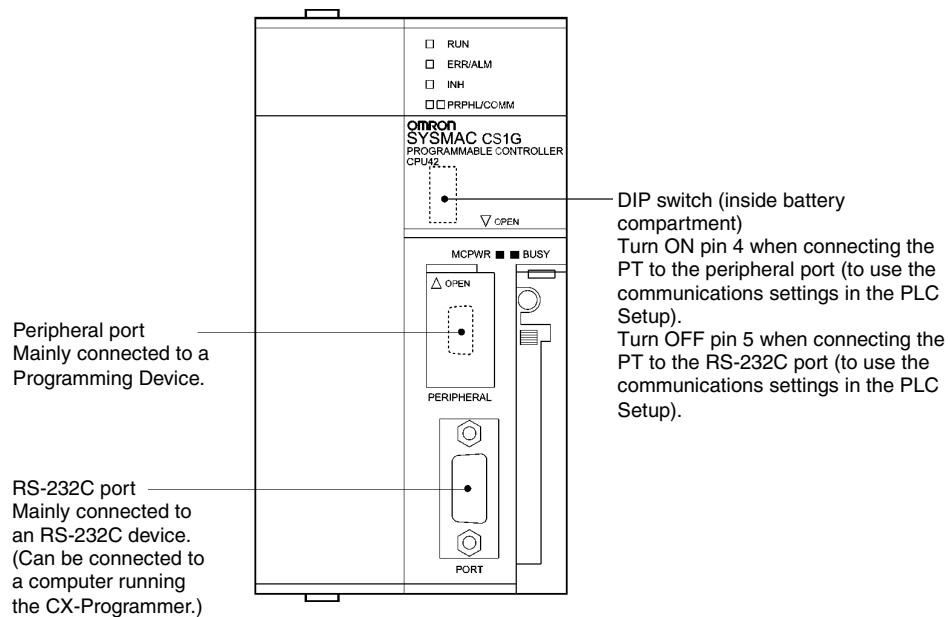 RUN
ERR/ALM
INH
PRPHL/COMM
OMRON
SYSMAC CS1G
PROGRAMMABLE CONTROLLER
CPU42
OPEN
MCPWR BUSY
OPEN
PERIPHERAL
PORT
DIP switch (inside battery
compartment)
Turn ON pin 4 when connecting the
PT to the peripheral port (to use the
communications settings in the PLC
Setup).
Turn OFF pin 5 when connecting the
PT to the RS-232C port (to use the
communications settings in the PLC
Setup).
Peripheral port
Mainly connected to a
Programming Device.
RS-232C port
Mainly connected to
an RS-232C device.
(Can be connected to
a computer running
the CX-Programmer.)